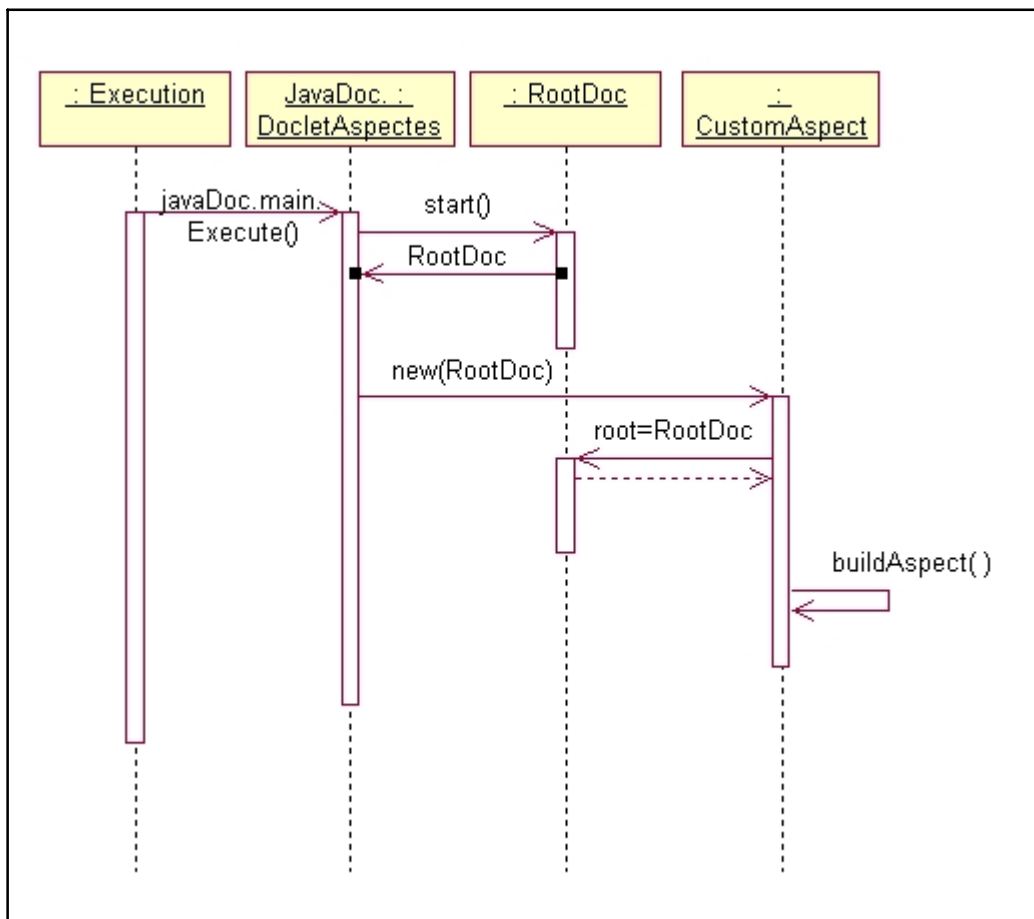 : Execution
JavaDoc. :
DocletAspectes
: RootDoc
:
CustomAspect
javaDoc.main.
Execute()
start()
RootDoc
new(RootDoc)
root=RootDoc
buildAspect( )